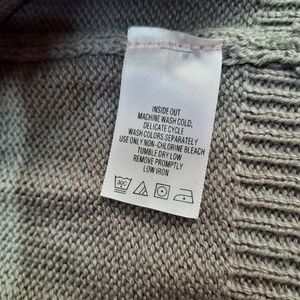 INSIDE OUT
MACHINE WASH COLD,
DELICATE CYCLE
WASH COLORS SEPARATELY
USE ONLY NON-CHLORINE BLEACH
TUMBLE DRY LOW
REMOVE PROMPTLY
LOW IRON